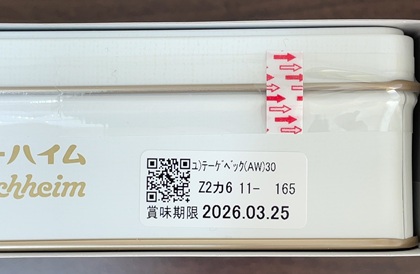 ーハイム
chheim
ユ)テーゲベック(AW)30
Z2カ6 11- 165
賞味期限 2026.03.25